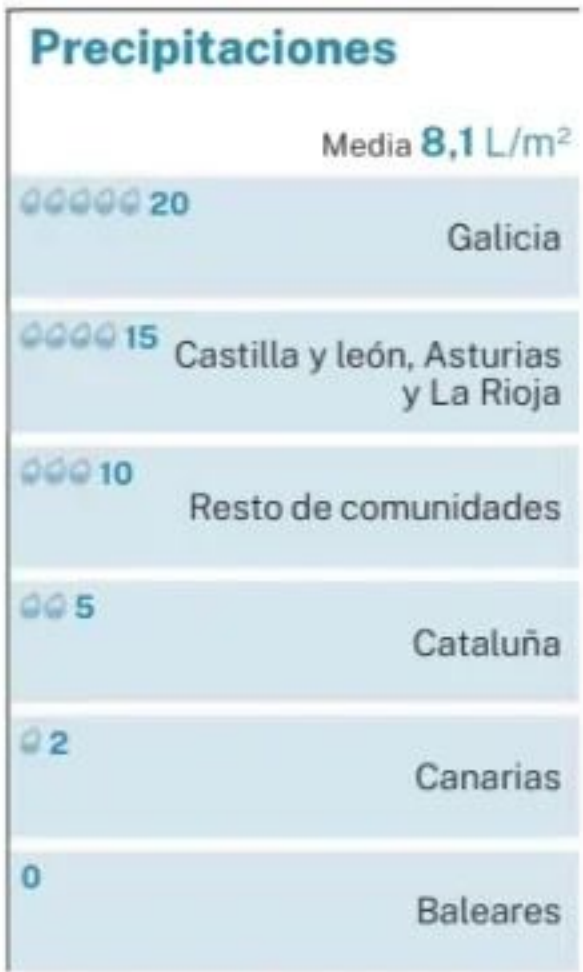 Precipitaciones
Media 8,1 L/m²
20
Galicia
15
Castilla y león, Asturias
y La Rioja
10
Resto de comunidades
5
Cataluña
2
Canarias
0
Baleares